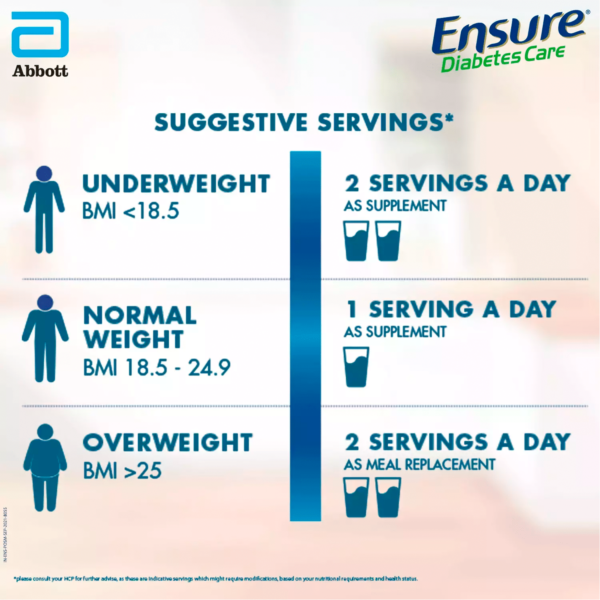 Abbott
Ensure®
Diabetes Care
SUGGESTIVE SERVINGS*
UNDERWEIGHT
BMI <18.5
2 SERVINGS A DAY
AS SUPPLEMENT
NORMAL
WEIGHT
BMI 18.5 - 24.9
1 SERVING A DAY
AS SUPPLEMENT
OVERWEIGHT
BMI >25
2 SERVINGS A DAY
AS MEAL REPLACEMENT
*please consult your HCP for further advise, as these are indicative servings which might require modifications, based on your nutritional requirements and health status.